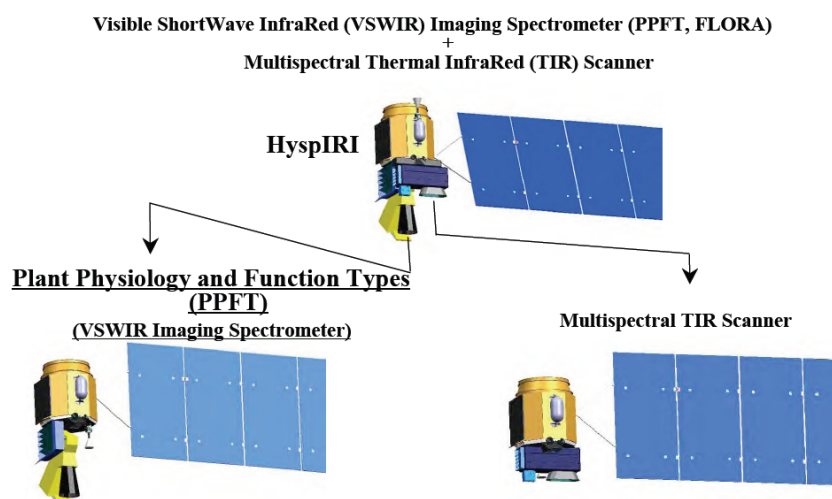 Visible ShortWave InfraRed (VSWIR) Imaging Spectrometer (PPFT, FLORA)
+
Multispectral Thermal InfraRed (TIR) Scanner
HyspIRI
Plant Physiology and Function Types
(PPFT)
(VSWIR Imaging Spectrometer)
Multispectral TIR Scanner